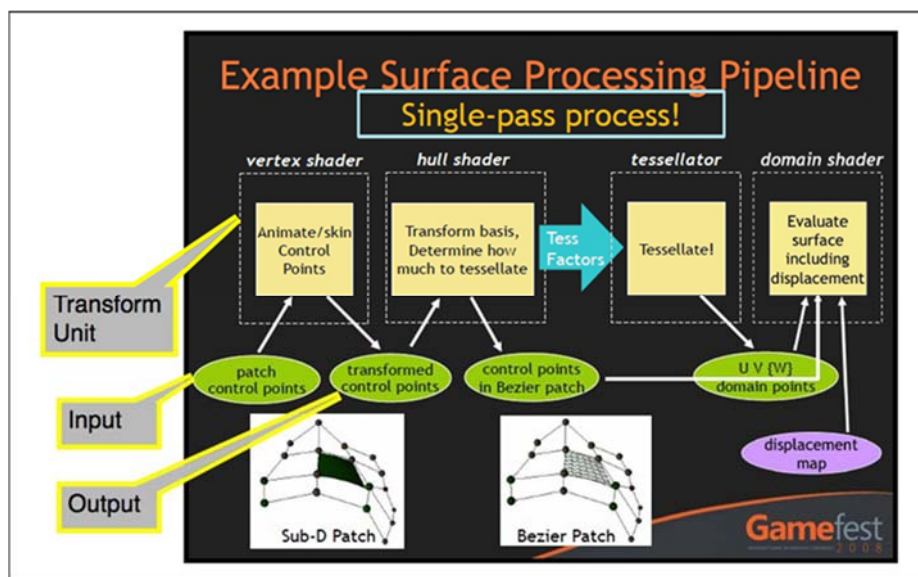 Example Surface Processing Pipeline
Single-pass process!
vertex shader
hull shader
tessellator
domain shader
Animate/skin
Control
Points
Transform basis,
Determine how
much to tessellate
Tess
Factors
Tessellate!
Evaluate
surface
including
displacement
Transform
Unit
patch
control points
transformed
control points
control points
in Bezier patch
U V {W}
domain points
Input
displacement
map
Output
Sub-D Patch
Bezier Patch
Gamefest
2008